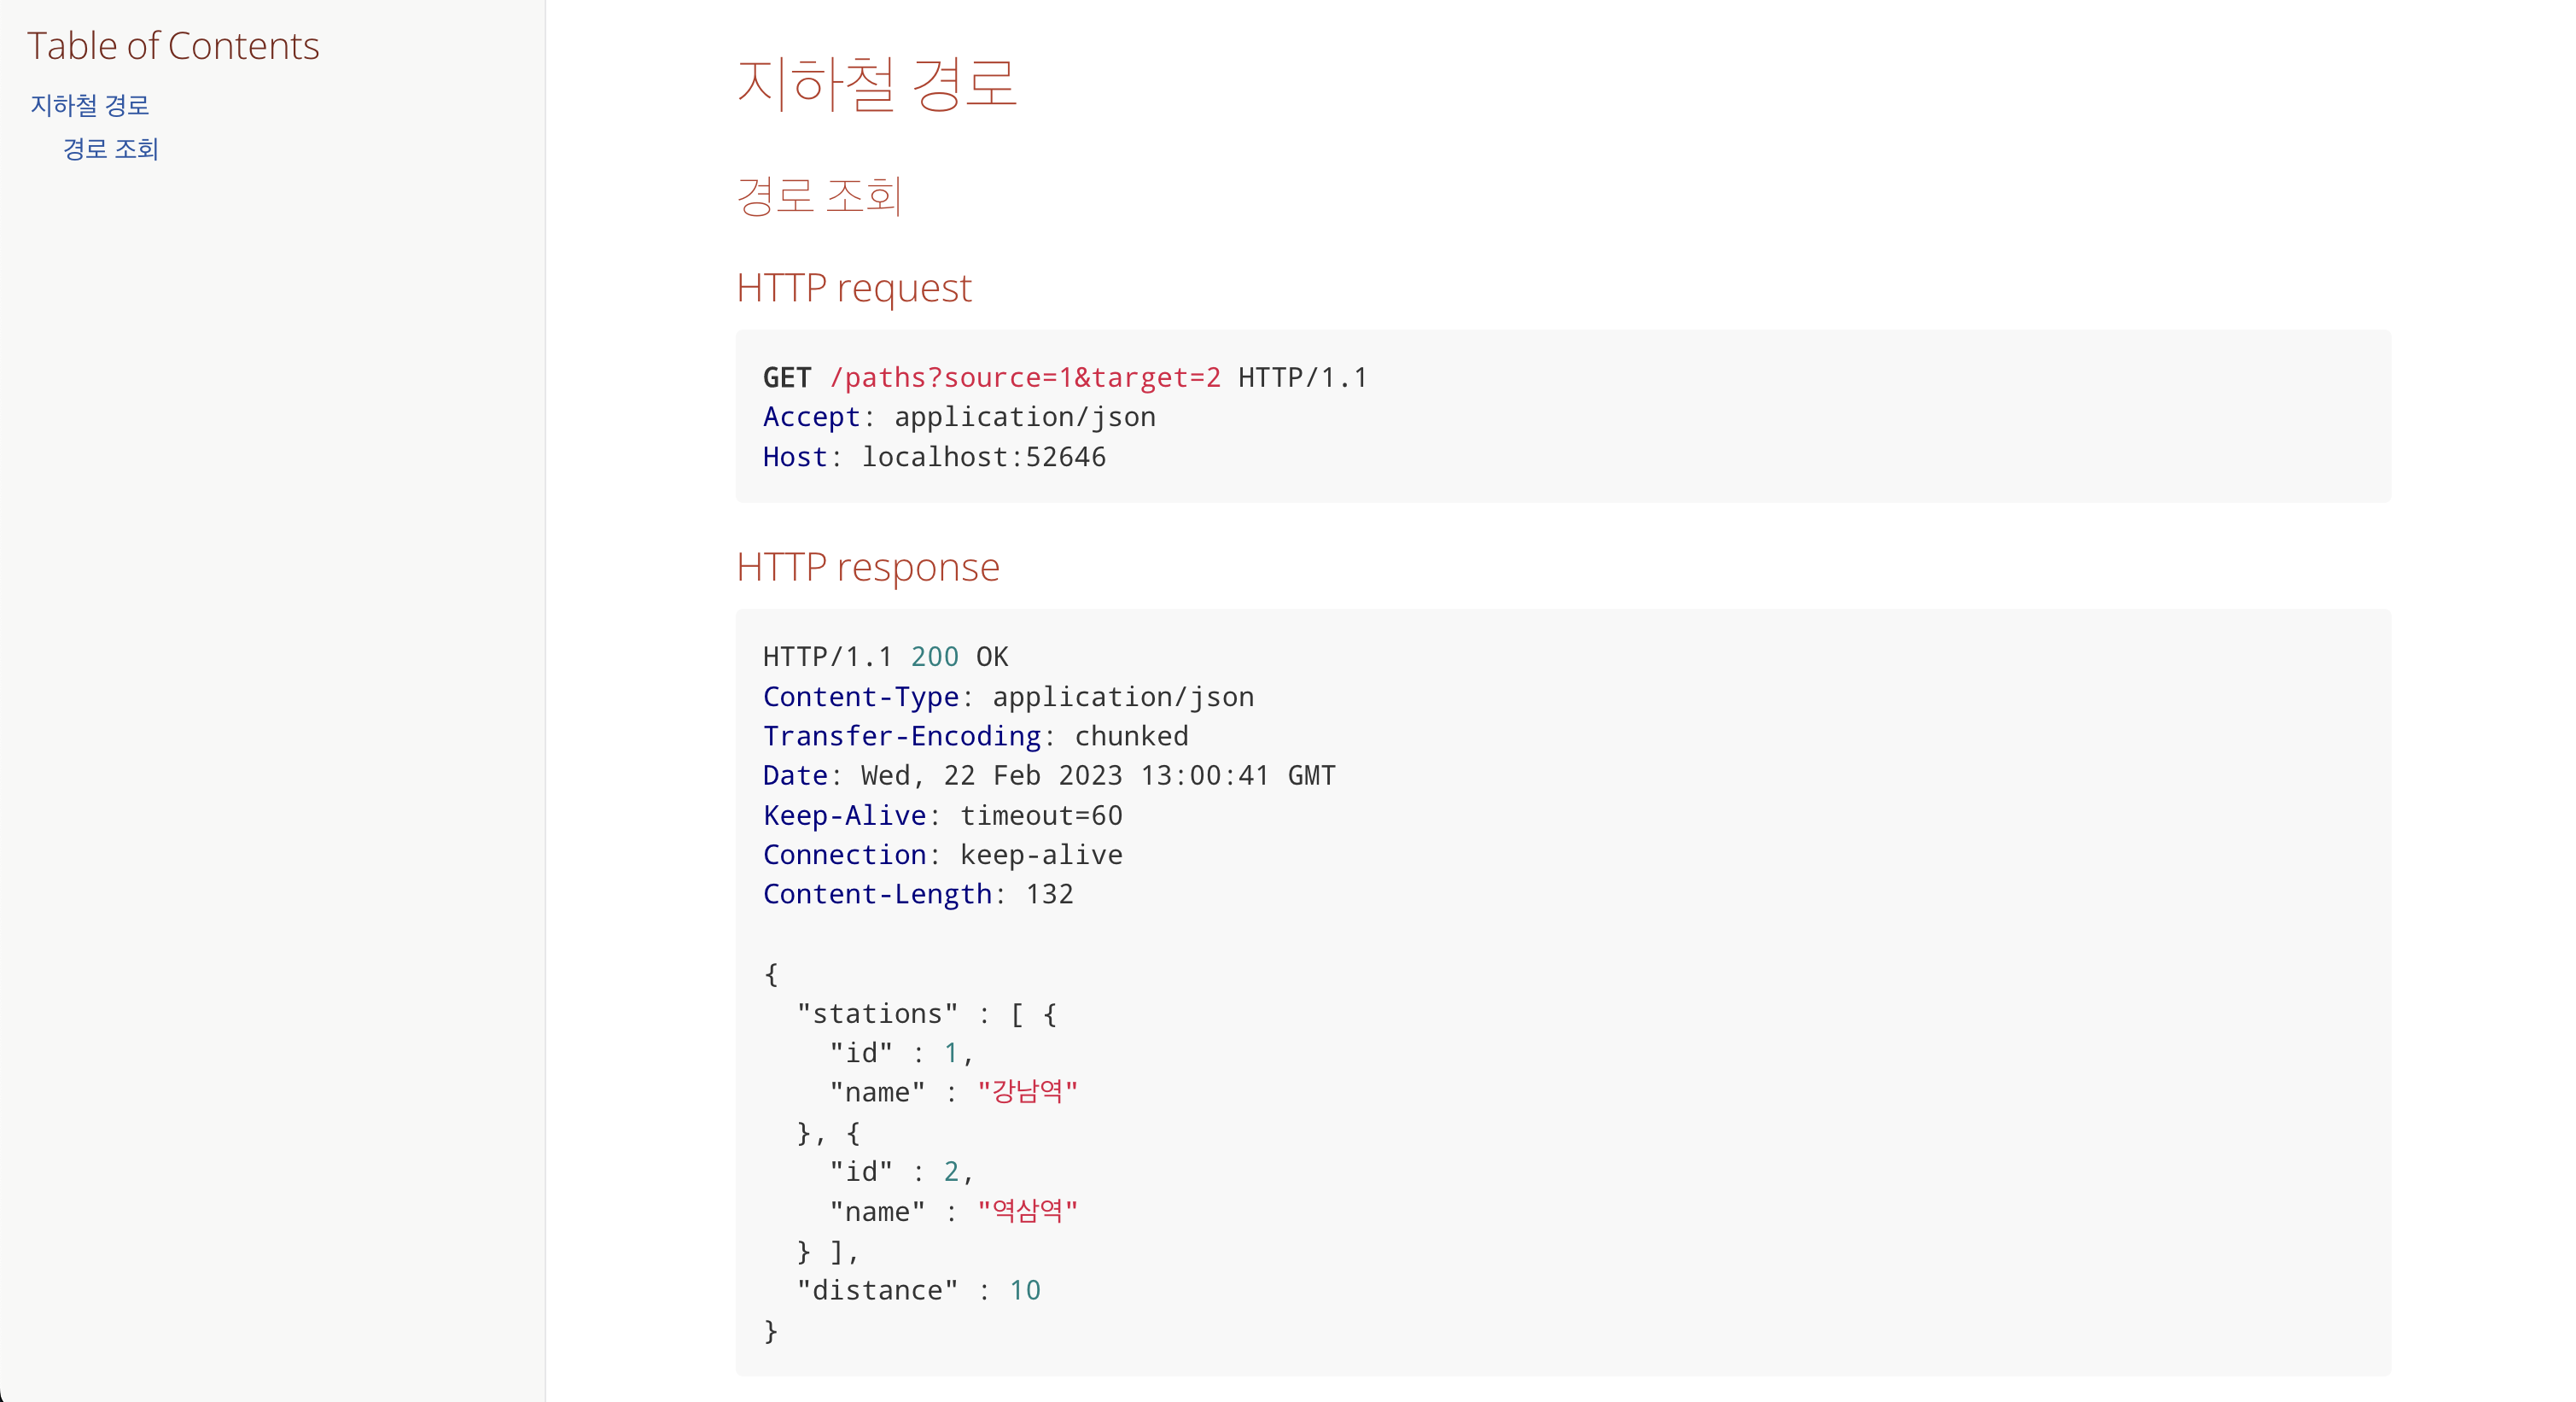 Table of Contents
지하철 경로
경로 조회
지하철 경로
경로 조회
HTTP request
GET /paths?source=1&target=2 HTTP/1.1
Accept: application/json
Host: localhost:52646
HTTP response
HTTP/1.1 200 OK
Content-Type: application/json
Transfer-Encoding: chunked
Date: Wed, 22 Feb 2023 13:00:41 GMT
Keep-Alive: timeout=60
Connection: keep-alive
Content-Length: 132
{
  "stations" : [ {
    "id" : 1,
    "name" : "강남역"
  }, {
    "id" : 2,
    "name" : "역삼역"
  } ],
  "distance" : 10
}